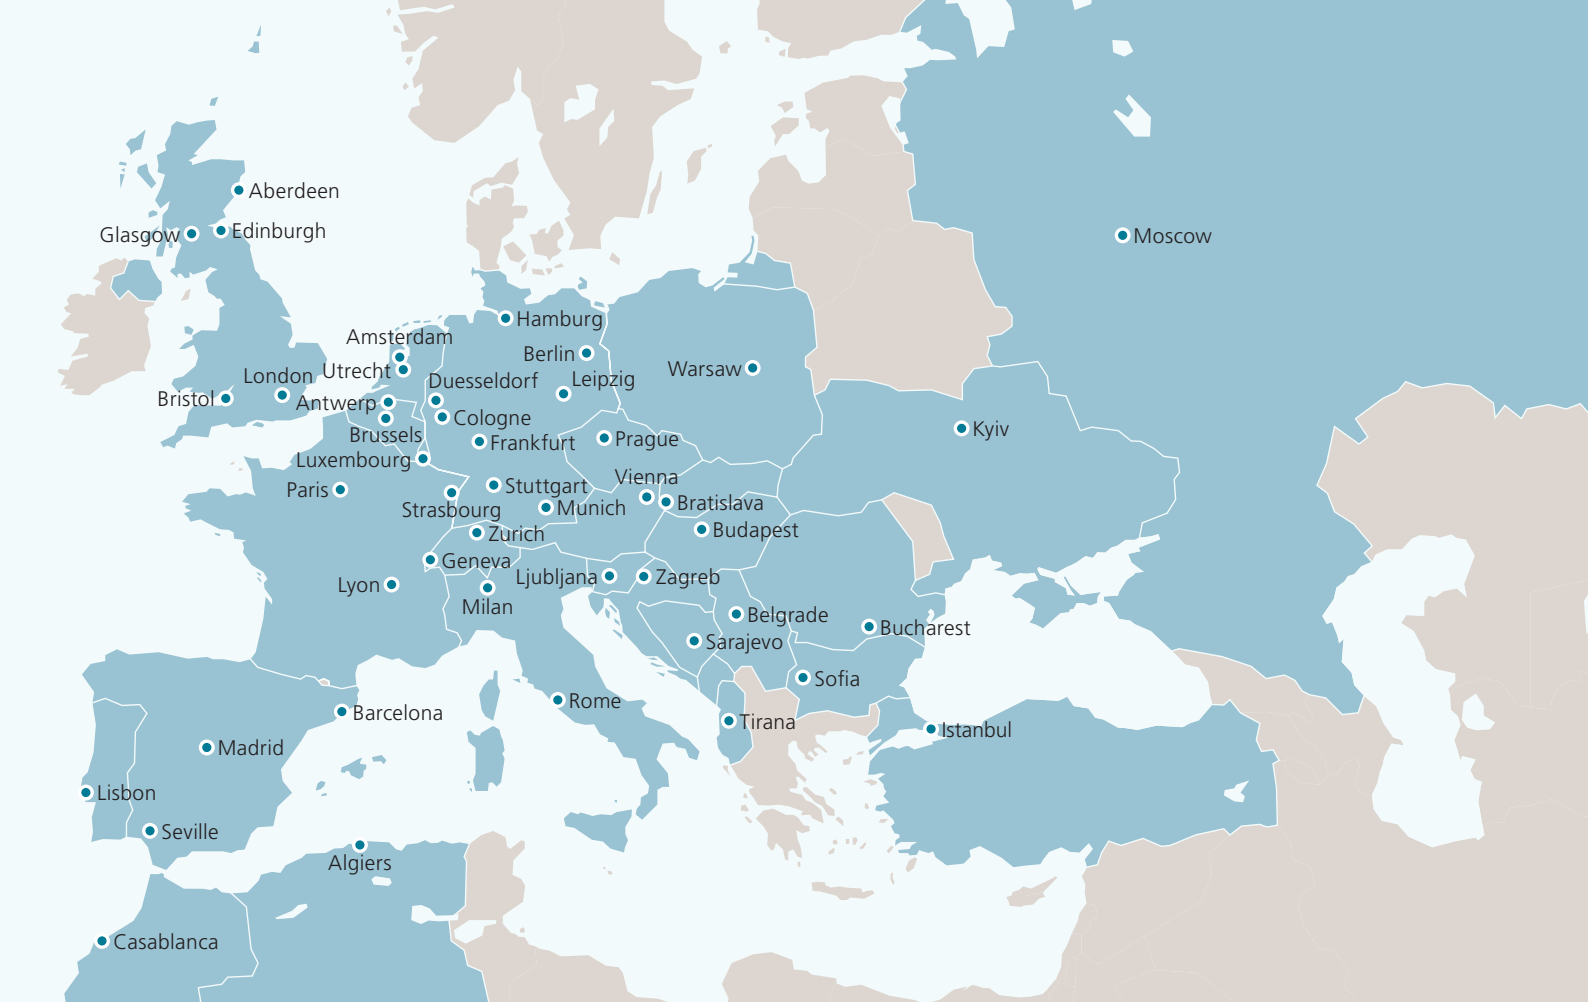 Aberdeen
Glasgow
Edinburgh
Moscow
Hamburg
Amsterdam
Berlin
Utrecht
Warsaw
London
Duesseldorf
Leipzig
Bristol
Antwerp
Cologne
Kyiv
Brussels
Frankfurt
Prague
Luxembourg
Vienna
Paris
Stuttgart
Strasbourg
Munich
Bratislava
Budapest
Zurich
Geneva
Ljubljana
Zagreb
Lyon
Milan
Belgrade
Bucharest
Sarajevo
Sofia
Rome
Barcelona
Tirana
Istanbul
Madrid
Lisbon
Seville
Algiers
Casablanca